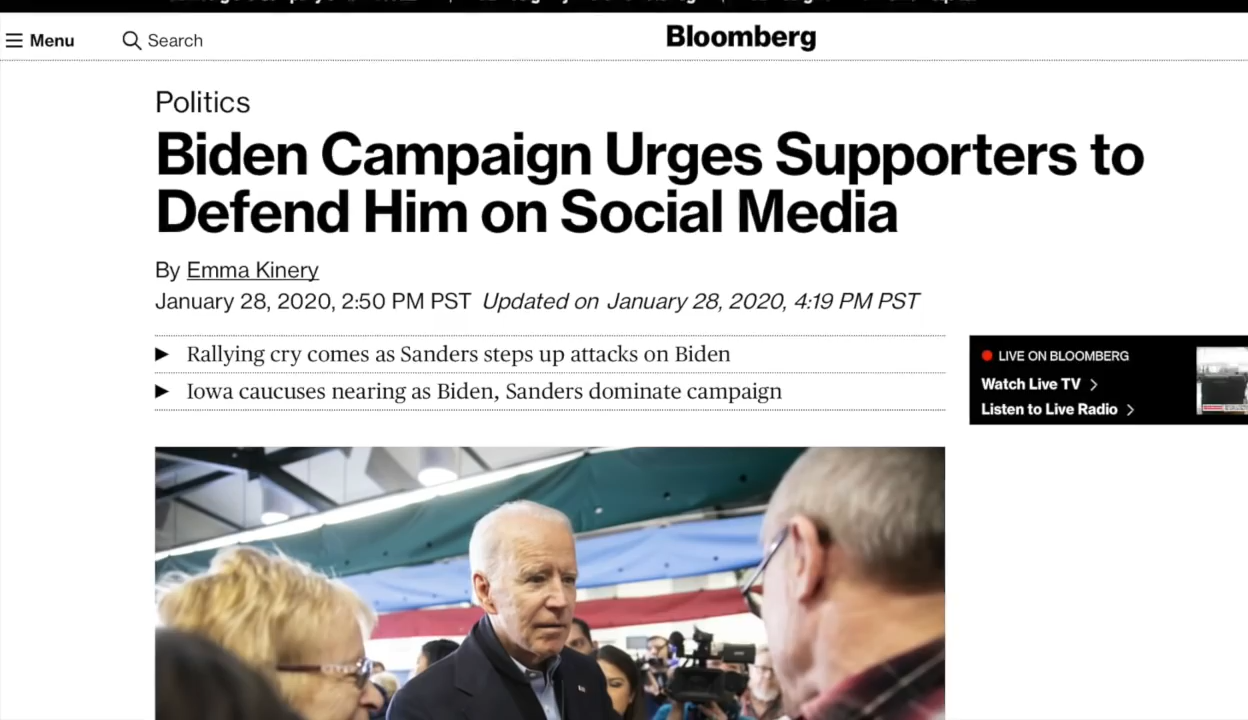 Menu
Search
Bloomberg
Politics
Biden Campaign Urges Supporters to
Defend Him on Social Media
By Emma Kinery
January 28, 2020, 2:50 PM PST Updated on January 28, 2020, 4:19 PM PST
Rallying cry comes as Sanders steps up attacks on Biden
Iowa caucuses nearing as Biden, Sanders dominate campaign
LIVE ON BLOOMBERG
Watch Live TV
Listen to Live Radio